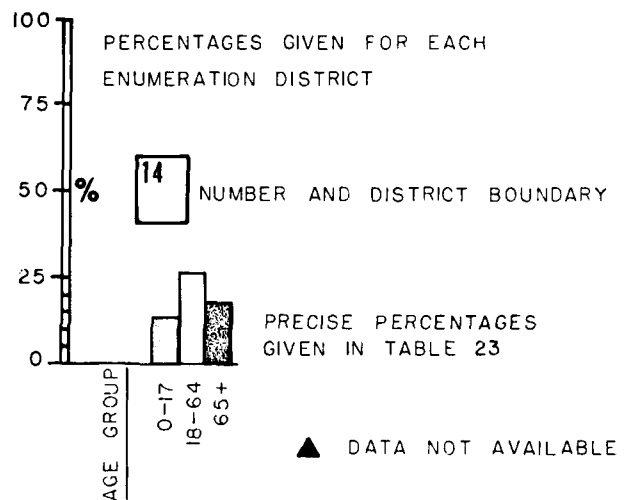 100
PERCENTAGES GIVEN FOR EACH
ENUMERATION DISTRICT
75
14
50
%
NUMBER AND DISTRICT BOUNDARY
25
PRECISE PERCENTAGES
GIVEN IN TABLE 23
0
AGE GROUP
0-17
18-64
65+
▲ DATA NOT AVAILABLE